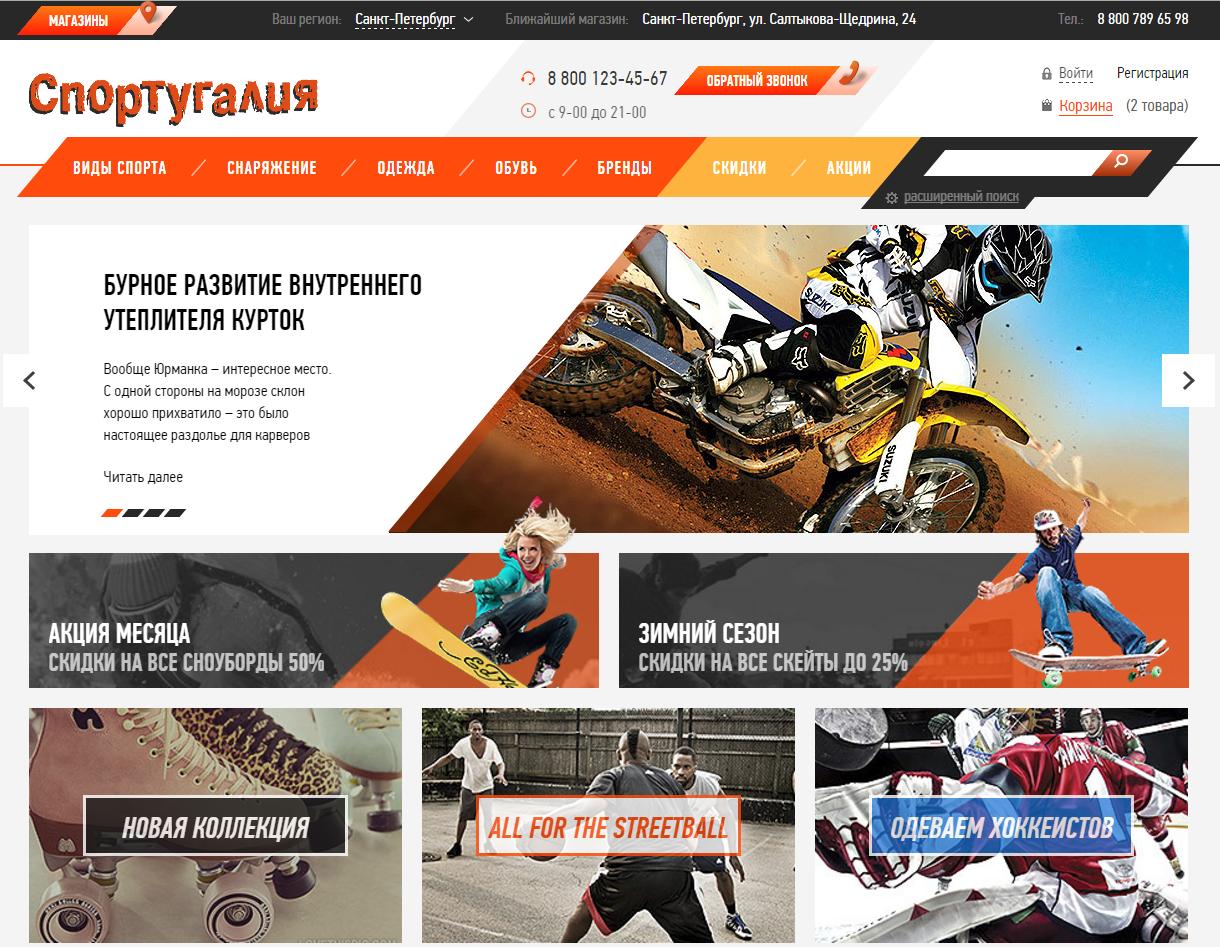 МАГАЗИНЫ
Ваш регион: Санкт-Петербург
Ближайший магазин: Санкт-Петербург, ул. Салтыкова-Щедрина, 24
Тел.: 8 800 789 65 98
Спортугалия
8 800 123-45-67
ОБРАТНЫЙ ЗВОНОК
с 9-00 до 21-00
Войти
Регистрация
Корзина (2 товара)
ВИДЫ СПОРТА / СНАРЯЖЕНИЕ / ОДЕЖДА / ОБУВЬ / БРЕНДЫ
СКИДКИ / АКЦИИ
расширенный поиск
БУРНОЕ РАЗВИТИЕ ВНУТРЕННЕГО
УТЕПЛИТЕЛЯ КУРТОК
Вообще Юрманка – интересное место.
С одной стороны на морозе склон
хорошо прихватило – это было
настоящее раздолье для карверов
Читать далее
SUZUKI
SUZUKI
SUZUKI
АКЦИЯ МЕСЯЦА
СКИДКИ НА ВСЕ СНОУБОРДЫ 50%
ЗИМНИЙ СЕЗОН
СКИДКИ НА ВСЕ СКЕЙТЫ ДО 25%
НОВАЯ КОЛЛЕКЦИЯ
ALL FOR THE STREETBALL
ОДЕВАЕМ ХОККЕИСТОВ